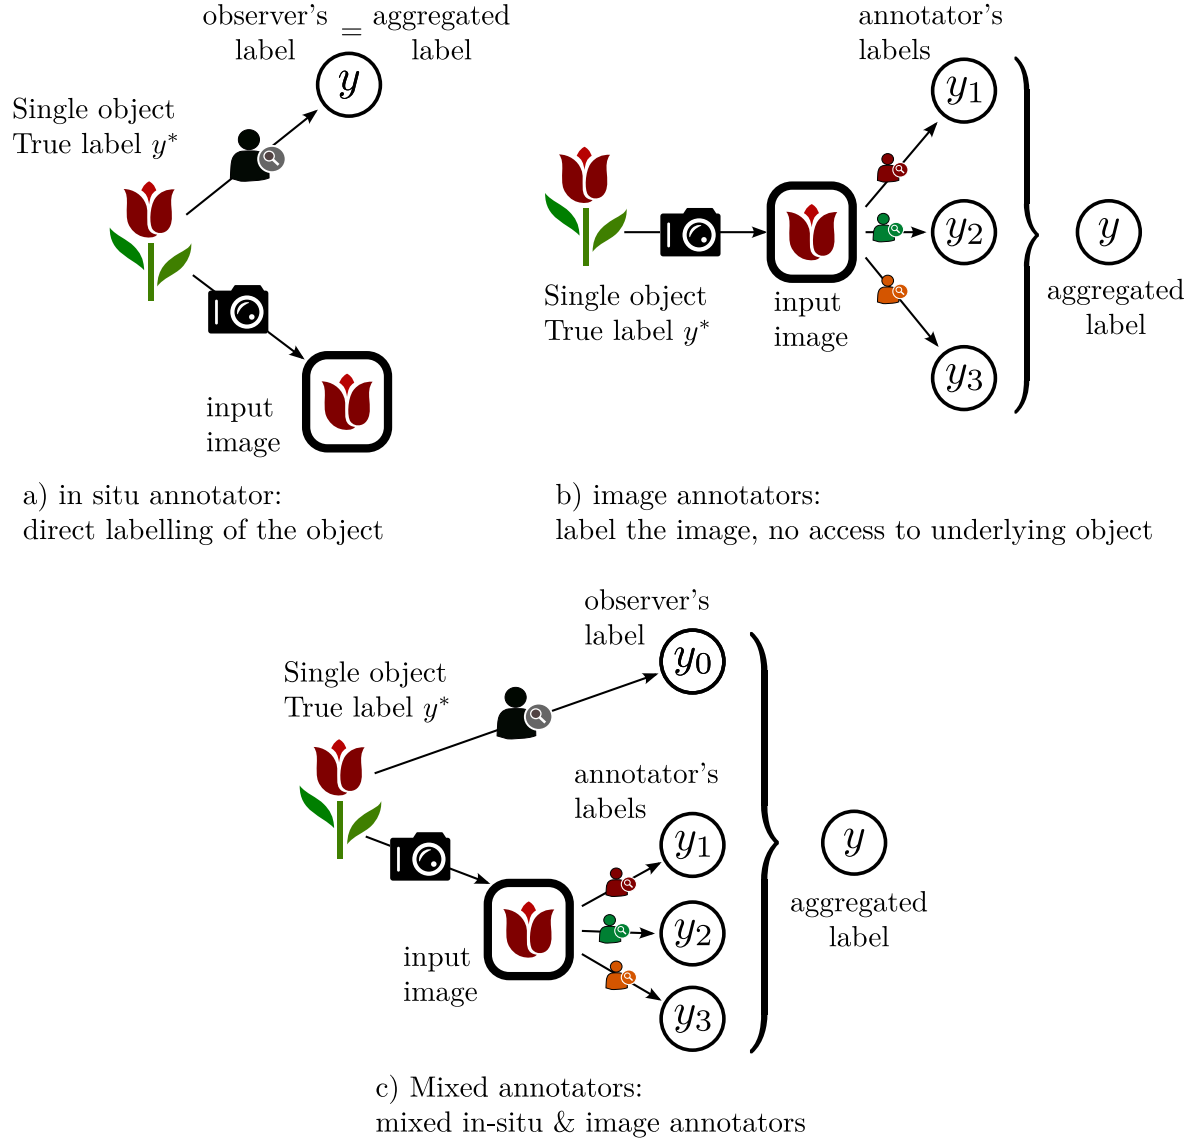 observer's
label
=
aggregated
label
y
Single object
True label y*
input
image
a) in situ annotator:
direct labelling of the object
annotator's
labels
y1
y2
y3
Single object
True label y*
input
image
y
aggregated
label
b) image annotators:
label the image, no access to underlying object
observer's
label
y0
Single object
True label y*
annotator's
labels
y1
y2
y3
input
image
y
aggregated
label
c) Mixed annotators:
mixed in-situ & image annotators